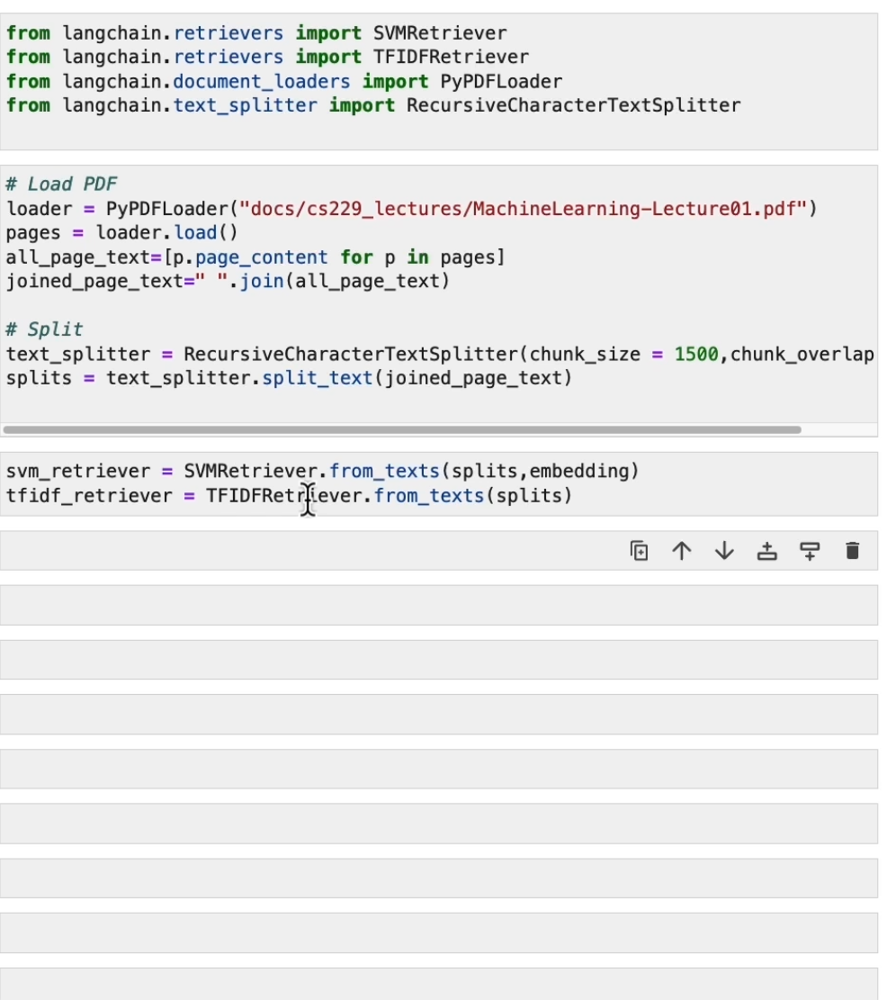 from langchain.retrievers import SVMRetriever
from langchain.retrievers import TFIDFRetriever
from langchain.document_loaders import PyPDFLoader
from langchain.text_splitter import RecursiveCharacterTextSplitter
# Load PDF
loader = PyPDFLoader("docs/cs229_lectures/MachineLearning-Lecture01.pdf")
pages = loader.load()
all_page_text=[p.page_content for p in pages]
joined_page_text=" ".join(all_page_text)
# Split
text_splitter = RecursiveCharacterTextSplitter(chunk_size = 1500,chunk_overlap
splits = text_splitter.split_text(joined_page_text)
svm_retriever = SVMRetriever.from_texts(splits,embedding)
tfidf_retriever = TFIDFRetriever.from_texts(splits)